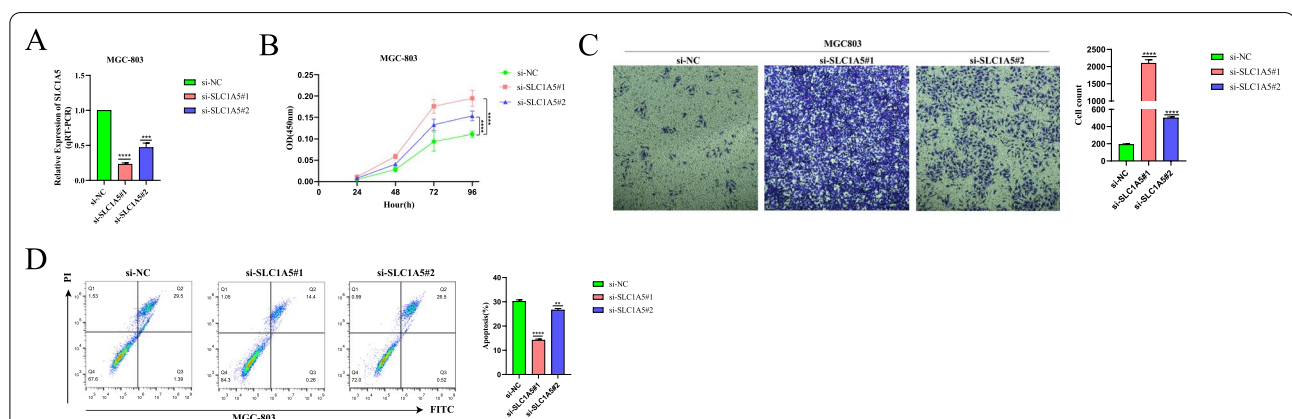 A
MGC-803
Relative Expression of SLC1A5
(qRT-PCR)
1.5
1.0
0.5
0.0
si-NC
si-SLC1A5#1
si-SLC1A5#2
****
***
si-NC
si-SLC1A5#1
si-SLC1A5#2
B
MGC-803
OD(450nm)
0.20
0.15
0.10
0.05
0.00
0
24
48
72
96
Hour(h)
si-NC
si-SLC1A5#1
si-SLC1A5#2
****
****
C
MGC803
si-NC
si-SLC1A5#1
si-SLC1A5#2
Cell count
2500
2000
1500
1000
600
400
200
0
****
****
si-NC
si-SLC1A5#1
si-SLC1A5#2
si-NC
si-SLC1A5#1
si-SLC1A5#2
D
PI
si-NC
si-SLC1A5#1
si-SLC1A5#2
Q1
1.53
Q2
29.5
Q4
67.6
Q3
1.39
Q1
1.05
Q2
14.4
Q4
84.3
Q3
0.26
Q1
0.99
Q2
26.5
Q4
72.0
Q3
0.52
MGC-803
FITC
Apoptosis(%)
40
30
20
10
0
****
**
si-NC
si-SLC1A5#1
si-SLC1A5#2
si-NC
si-SLC1A5#1
si-SLC1A5#2